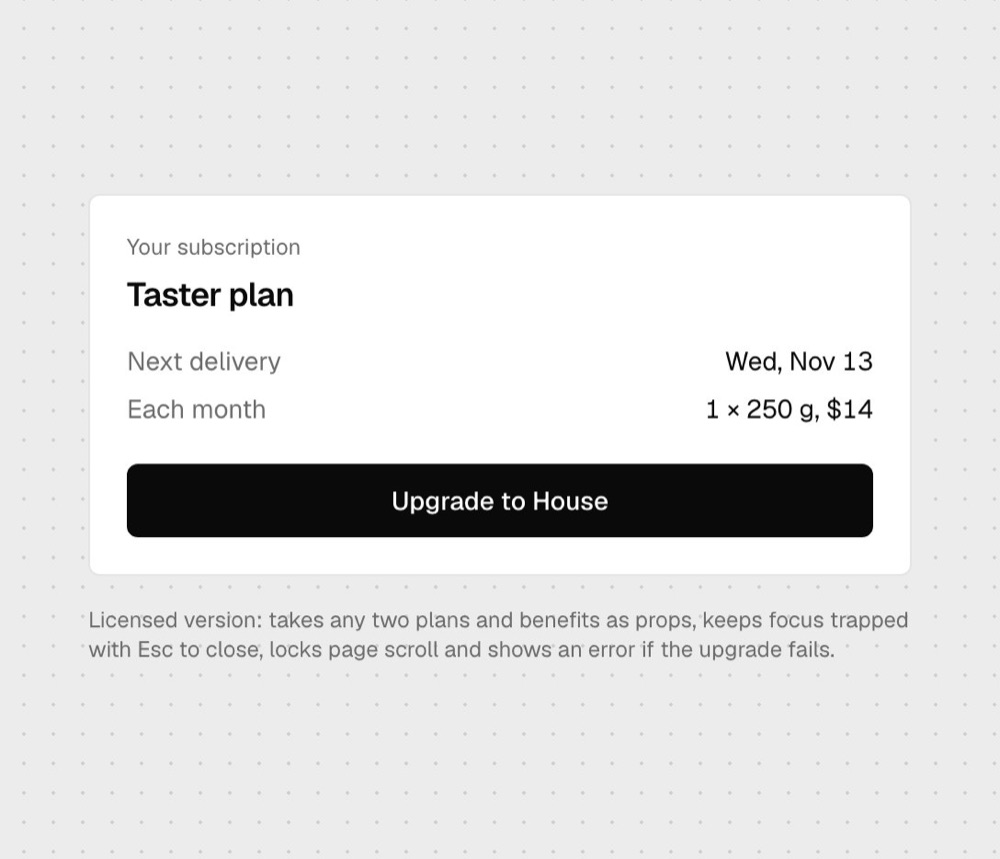 Your subscription
Taster plan
Next delivery Wed, Nov 13
Each month 1 × 250 g, $14
Upgrade to House
Licensed version: takes any two plans and benefits as props, keeps focus trapped
with Esc to close, locks page scroll and shows an error if the upgrade fails.